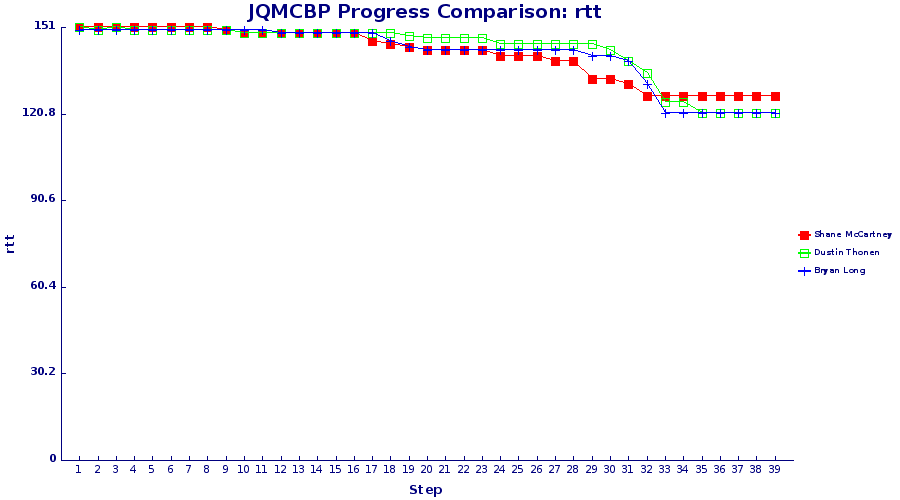 JQMCBP Progress Comparison: rtt
151
120.8
90.6
60.4
30.2
0
rtt
1 2 3 4 5 6 7 8 9 10 11 12 13 14 15 16 17 18 19 20 21 22 23 24 25 26 27 28 29 30 31 32 33 34 35 36 37 38 39
Step
Shane McCartney
Dustin Thonen
Bryan Long